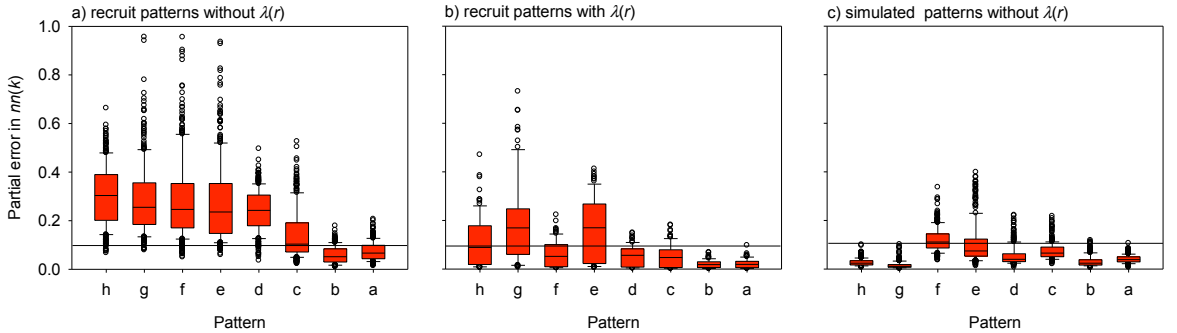 a) recruit patterns without λ(r)
b) recruit patterns with λ(r)
c) simulated patterns without λ(r)
Partial error in nn(k)
1.0
0.8
0.6
0.4
0.2
0.0
h g f e d c b a
h g f e d c b a
h g f e d c b a
Pattern
Pattern
Pattern